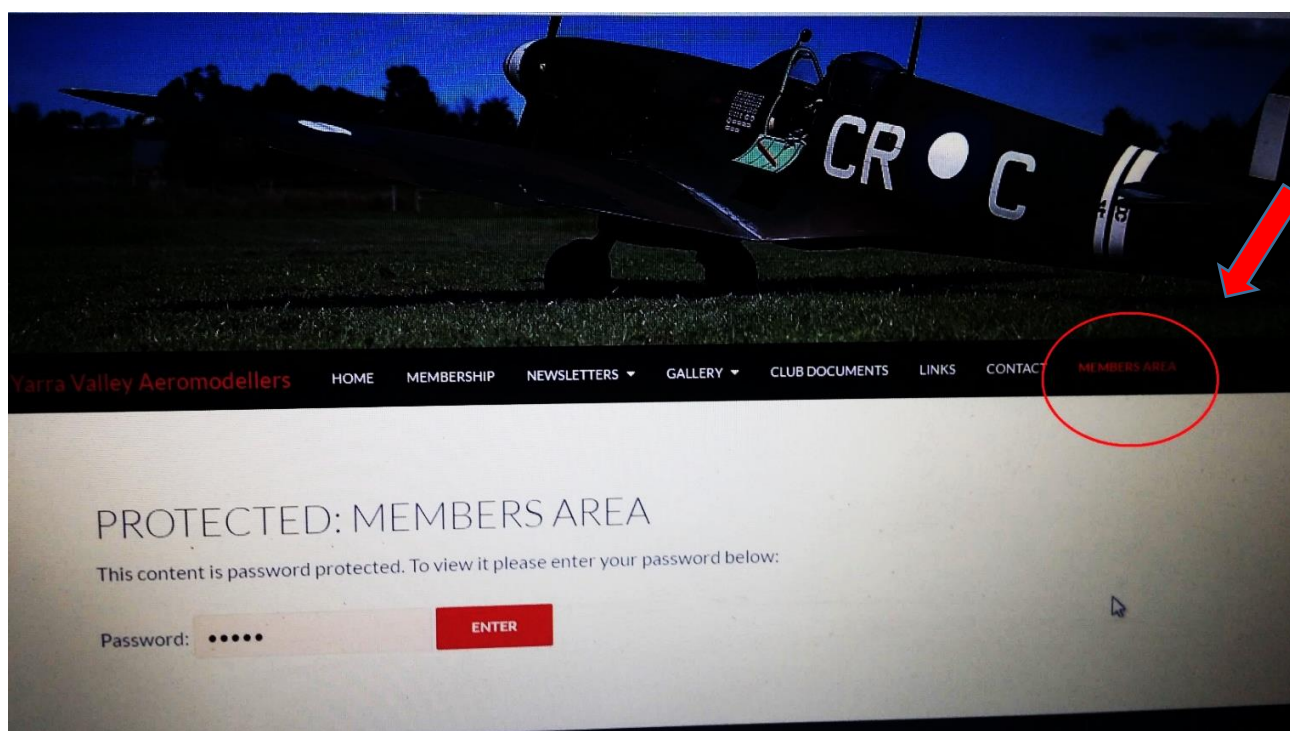 CR C
Yarra Valley Aeromodellers HOME MEMBERSHIP NEWSLETTERS GALLERY CLUB DOCUMENTS LINKS CONTACT MEMBERS AREA
PROTECTED: MEMBERS AREA
This content is password protected. To view it please enter your password below:
Password: ••••• ENTER